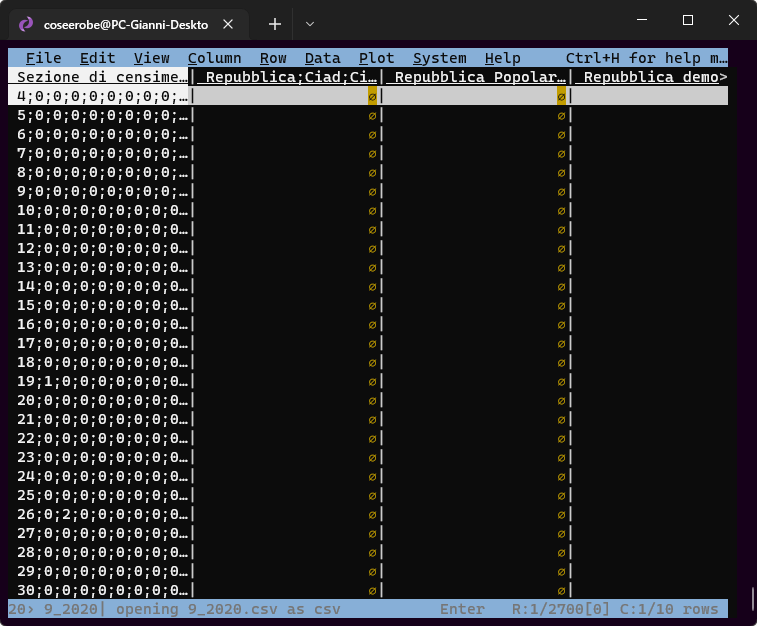 coseerobe@PC-Gianni-Deskto
File Edit View Column Row Data Plot System Help Ctrl+H for help m…
Sezione di censime…| Repubblica;Ciad;Ci…| Repubblica Popolar…| Repubblica demo>
4;0;0;0;0;0;0;0;0;…| ∅| ∅|
5;0;0;0;0;0;0;0;0;…| ∅| ∅|
6;0;0;0;0;0;0;0;0;…| ∅| ∅|
7;0;0;0;0;0;0;0;0;…| ∅| ∅|
8;0;0;0;0;0;0;0;0;…| ∅| ∅|
9;0;0;0;0;0;0;0;0;…| ∅| ∅|
10;0;0;0;0;0;0;0;0…| ∅| ∅|
11;0;0;0;0;0;0;0;0…| ∅| ∅|
12;0;0;0;0;0;0;0;0…| ∅| ∅|
13;0;0;0;0;0;0;0;0…| ∅| ∅|
14;0;0;0;0;0;0;0;0…| ∅| ∅|
15;0;0;0;0;0;0;0;0…| ∅| ∅|
16;0;0;0;0;0;0;0;0…| ∅| ∅|
17;0;0;0;0;0;0;0;0…| ∅| ∅|
18;0;0;0;0;0;0;0;0…| ∅| ∅|
19;1;0;0;0;0;0;0;0…| ∅| ∅|
20;0;0;0;0;0;0;0;0…| ∅| ∅|
21;0;0;0;0;0;0;0;0…| ∅| ∅|
22;0;0;0;0;0;0;0;0…| ∅| ∅|
23;0;0;0;0;0;0;0;0…| ∅| ∅|
24;0;0;0;0;0;0;0;0…| ∅| ∅|
25;0;0;0;0;0;0;0;0…| ∅| ∅|
26;0;2;0;0;0;0;0;0…| ∅| ∅|
27;0;0;0;0;0;0;0;0…| ∅| ∅|
28;0;0;0;0;0;0;0;0…| ∅| ∅|
29;0;0;0;0;0;0;0;0…| ∅| ∅|
30;0;0;0;0;0;0;0;0…| ∅| ∅|
20› 9_2020| opening 9_2020.csv as csv Enter R:1/2700[0] C:1/10 rows